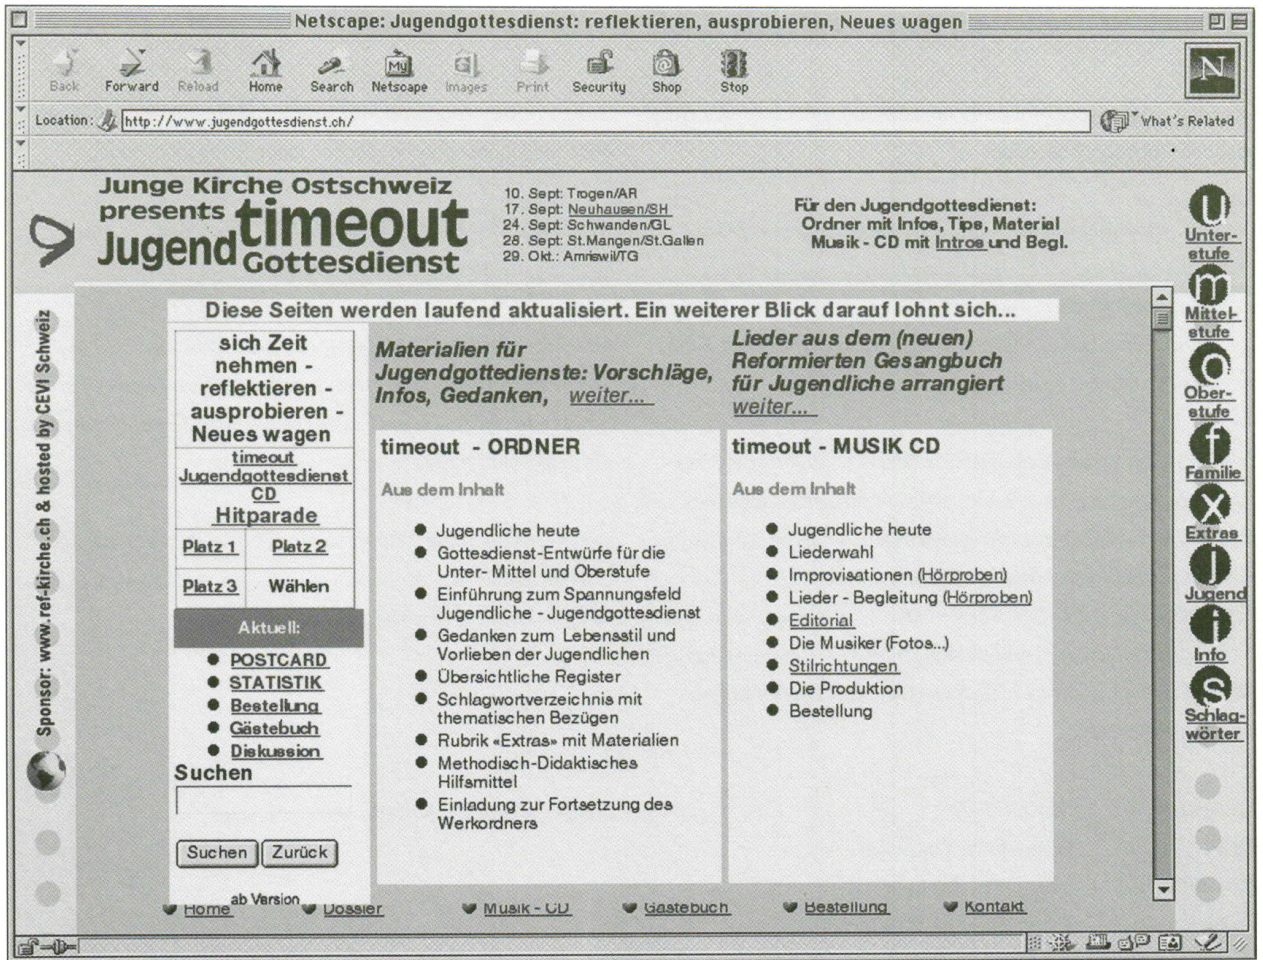 Netscape: Jugendgottesdienst: reflektieren, ausprobieren, Neues wagen
Back Forward Reload Home Search Netscape Images Print Security Shop Stop
My
N
Location: http://www.jugendgottesdienst.ch/ What's Related
Junge Kirche Ostschweiz
presents timeout
Jugend Gottesdienst
10. Sept: Trogen/AR
17. Sept: Neuhausen/SH
24. Sept: Schwanden/GL
28. Sept: St.Mangen/St.Gallen
29. Okt.: Amriswil/TG
Für den Jugendgottesdienst:
Ordner mit Infos, Tips, Material
Musik - CD mit Intros und Begl.
Sponsor: www.ref-kirche.ch & hosted by CEVI Schweiz
Diese Seiten werden laufend aktualisiert. Ein weiterer Blick darauf lohnt sich...
sich Zeit
nehmen -
reflektieren -
ausprobieren -
Neues wagen
timeout
Jugendgottesdienst
CD
Hitparade
Platz 1 Platz 2
Platz 3 Wählen
Aktuell:
POSTCARD
STATISTIK
Bestellung
Gästebuch
Diskussion
Suchen
Suchen Zurück
ab Version
Materialien für
Jugendgottedienste: Vorschläge,
Infos, Gedanken, weiter...
timeout - ORDNER
Aus dem Inhalt
Jugendliche heute
Gottesdienst-Entwürfe für die
Unter- Mittel und Oberstufe
Einführung zum Spannungsfeld
Jugendliche - Jugendgottesdienst
Gedanken zum Lebensstil und
Vorlieben der Jugendlichen
Übersichtliche Register
Schlagwortverzeichnis mit
thematischen Bezügen
Rubrik «Extras» mit Materialien
Methodisch-Didaktisches
Hilfsmittel
Einladung zur Fortsetzung des
Werkordners
Lieder aus dem (neuen)
Reformierten Gesangbuch
für Jugendliche arrangiert
weiter...
timeout - MUSIK CD
Aus dem Inhalt
Jugendliche heute
Liederwahl
Improvisationen (Hörproben)
Lieder - Begleitung (Hörproben)
Editorial
Die Musiker (Fotos...)
Stilrichtungen
Die Produktion
Bestellung
u
Unter-
stufe
m
Mittel-
stufe
o
Ober-
stufe
f
Familie
x
Extras
j
Jugend
i
Info
s
Schlag-
wörter
Home Dossier Musik - CD Gästebuch Bestellung Kontakt